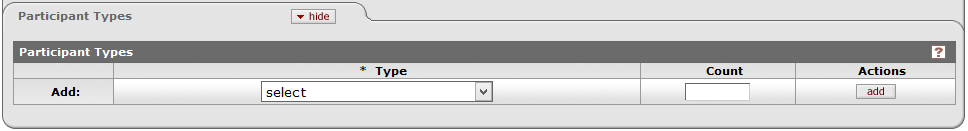 Participant Types hide
Participant Types ?
* Type Count Actions
Add: select add